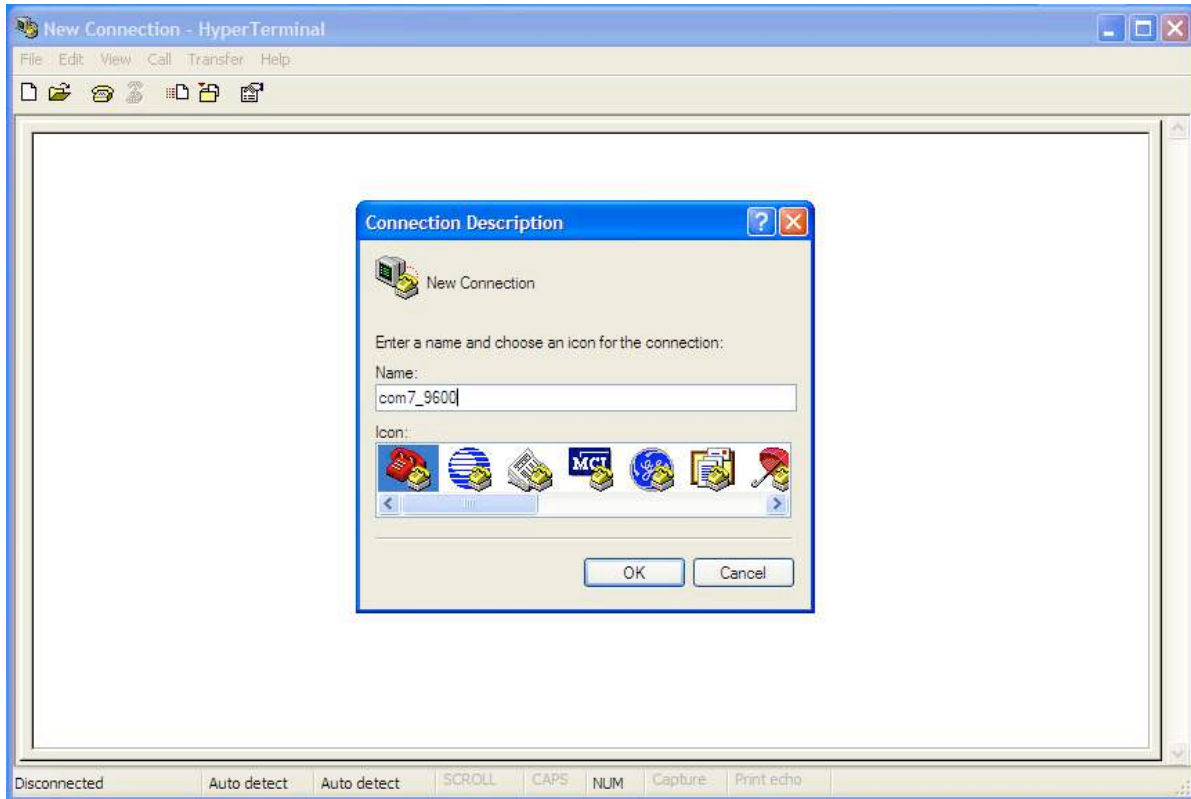 New Connection - HyperTerminal
File Edit View Call Transfer Help
Connection Description
New Connection
Enter a name and choose an icon for the connection:
Name:
com7_9600
Icon:
MCI
OK Cancel
Disconnected Auto detect Auto detect SCROLL CAPS NUM Capture Print echo